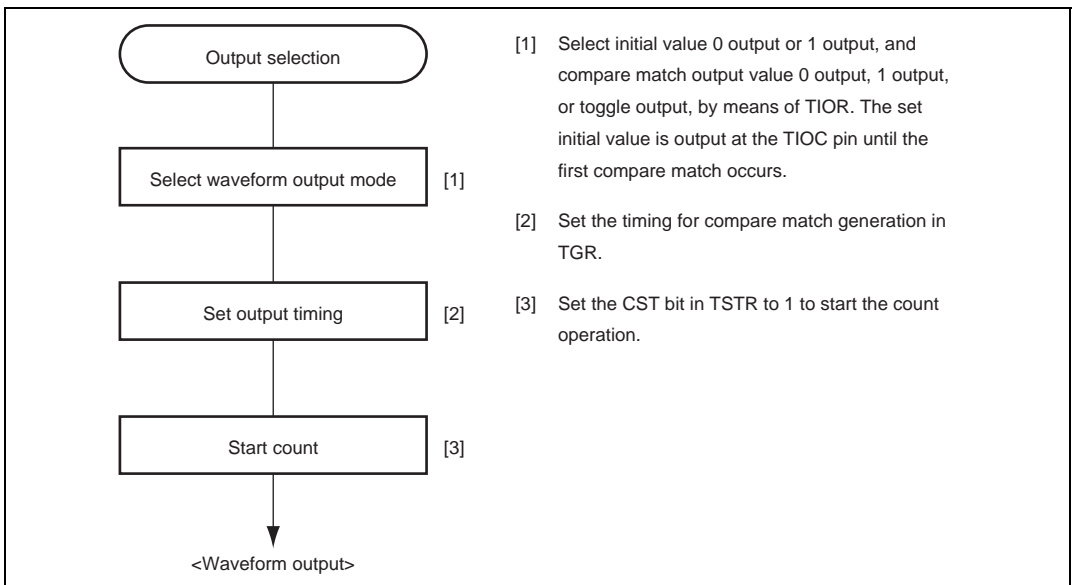 Output selection
Select waveform output mode
[1]
Set output timing
[2]
Start count
[3]
<Waveform output>
[1] Select initial value 0 output or 1 output, and
compare match output value 0 output, 1 output,
or toggle output, by means of TIOR. The set
initial value is output at the TIOC pin until the
first compare match occurs.
[2] Set the timing for compare match generation in
TGR.
[3] Set the CST bit in TSTR to 1 to start the count
operation.